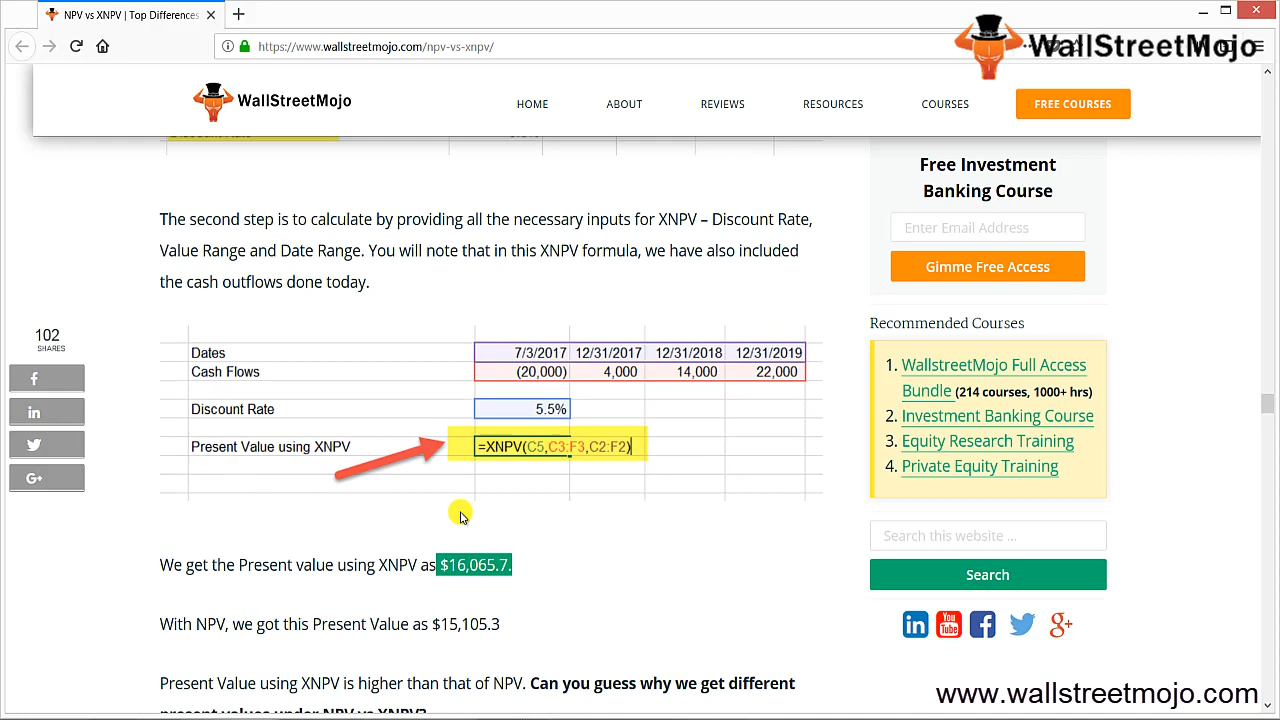 NPV vs XNPV | Top Differences
https://www.wallstreetmojo.com/npv-vs-xnpv/
WallStreetMojo
WallStreetMojo
HOME
ABOUT
REVIEWS
RESOURCES
COURSES
FREE COURSES
The second step is to calculate by providing all the necessary inputs for XNPV – Discount Rate,
Value Range and Date Range. You will note that in this XNPV formula, we have also included
the cash outflows done today.
102
SHARES
Dates 7/3/2017 12/31/2017 12/31/2018 12/31/2019
Cash Flows (20,000) 4,000 14,000 22,000
Discount Rate 5.5%
Present Value using XNPV =XNPV(C5,C3:F3,C2:F2)
We get the Present value using XNPV as $16,065.7.
With NPV, we got this Present Value as $15,105.3
Present Value using XNPV is higher than that of NPV. Can you guess why we get different
present values under NPV vs XNPV?
Free Investment
Banking Course
Enter Email Address
Gimme Free Access
Recommended Courses
1. WallstreetMojo Full Access
Bundle (214 courses, 1000+ hrs)
2. Investment Banking Course
3. Equity Research Training
4. Private Equity Training
Search this website ...
Search
You
Tube
www.wallstreetmojo.com